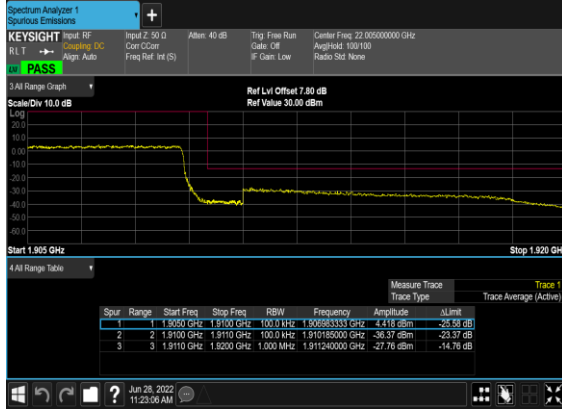 Spectrum Analyzer 1
Spurious Emissions
KEYSIGHT
RLT
PASS
Input: RF
Coupling: DC
Align: Auto
Input Z: 50 Ω
Corr CCorr
Freq Ref: Int (S)
Atten: 40 dB
Trig: Free Run
Gate: Off
IF Gain: Low
Center Freq: 22.005000000 GHz
Avg|Hold: 100/100
Radio Std: None
3 All Range Graph
Scale/Div 10.0 dB
Ref Lvl Offset 7.80 dB
Ref Value 30.00 dBm
Log
20.0
10.0
0.00
-10.0
-20.0
-30.0
-40.0
-50.0
-60.0
Start 1.905 GHz
Stop 1.920 GH
4 All Range Table
Measure Trace Trace 1
Trace Type Trace Average (Active)
Spur Range Start Freq Stop Freq RBW Frequency Amplitude ΔLimit
1 1 1.9050 GHz 1.9100 GHz 100.0 kHz 1.906983333 GHz 4.418 dBm -25.58 dB
2 2 1.9100 GHz 1.9110 GHz 100.0 kHz 1.910185000 GHz -36.37 dBm -23.37 dB
3 3 1.9110 GHz 1.9200 GHz 1.000 MHz 1.911240000 GHz -27.76 dBm -14.76 dB
Jun 28, 2022
11:23:06 AM